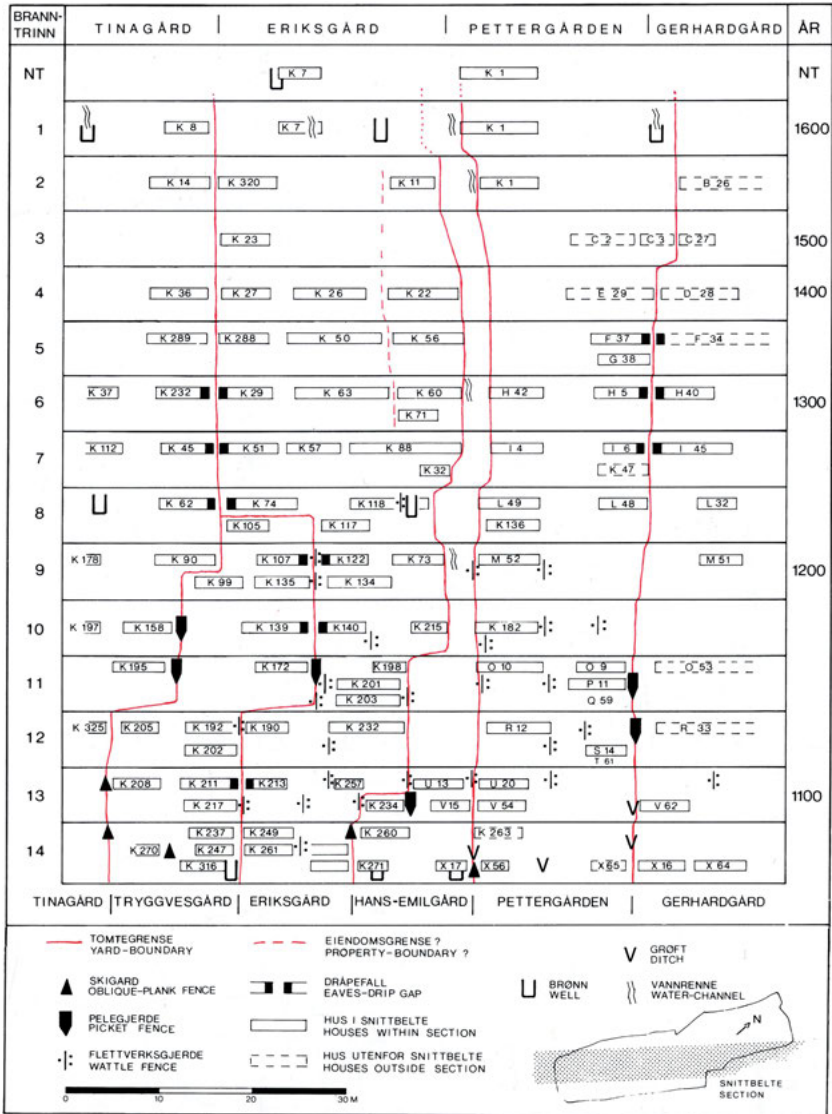 BRANN-
TRINN
TINAGÅRD ERIKSGÅRD PETTERGÅRDEN GERHARDGÅRD ÅR
NT K 7 K 1 NT
1 K 8 K 7 K 1 1600
2 K 14 K 320 K 11 K 1 B 26
3 K 23 C 2 C 3 C 27 1500
4 K 36 K 27 K 26 K 22 E 29 D 28 1400
5 K 289 K 288 K 50 K 56 F 37 F 34
G 38
6 K 37 K 232 K 29 K 63 K 60 H 42 H 5 H 40 1300
K 71
7 K 112 K 45 K 51 K 57 K 88 I 4 I 6 I 45
K 32 K 47
8 K 62 K 74 K 118 L 49 L 48 L 32
K 105 K 117 K 136
9 K 178 K 90 K 107 K 122 K 73 M 52 M 51 1200
K 99 K 135 K 134
10 K 197 K 158 K 139 K 140 K 215 K 182
11 K 195 K 172 K 198 O 10 O 9 O 53
K 201 P 11
K 203 Q 59
12 K 325 K 205 K 192 K 190 K 232 R 12 R 33
K 202 S 14
T 61
13 K 208 K 211 K 213 K 257 U 13 U 20 1100
K 217 K 234 V 15 V 54 V 62
14 K 237 K 249 K 260 K 263
K 270 K 247 K 261
K 316 K 271 X 17 X 56 X 65 X 16 X 64
TINAGÅRD TRYGGVESGÅRD ERIKSGÅRD HANS-EMILGÅRD PETTERGÅRDEN GERHARDGÅRD
TOMTEGRENSE
YARD-BOUNDARY
EIENDOMSGRENSE ?
PROPERTY-BOUNDARY ?
GRØFT
DITCH
SKIGARD
OBLIQUE-PLANK FENCE
DRÅPEFALL
EAVES-DRIP GAP
BRØNN
WELL
VANNRENNE
WATER-CHANNEL
PELEGJERDE
PICKET FENCE
HUS I SNITTBELTE
HOUSES WITHIN SECTION
FLETTVERKSGJERDE
WATTLE FENCE
HUS UTENFOR SNITTBELTE
HOUSES OUTSIDE SECTION
N
SNITTBELTE
SECTION
0 10 20 30 M